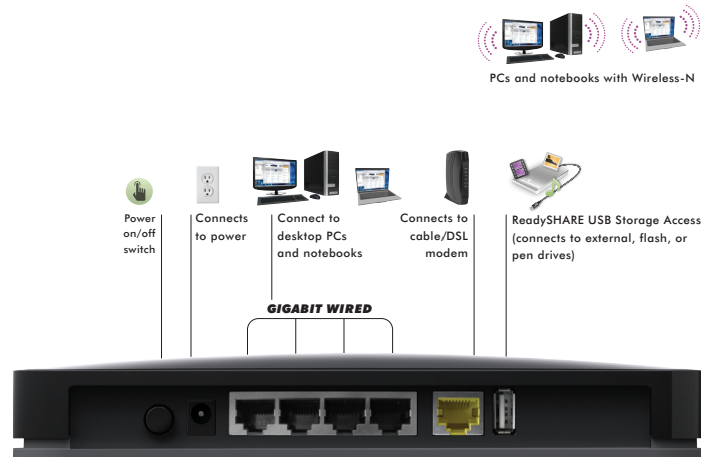 PCs and notebooks with Wireless-N
Power
on/off
switch
Connects
to power
Connect to
desktop PCs
and notebooks
Connects to
cable/DSL
modem
ReadySHARE USB Storage Access
(connects to external, flash, or
pen drives)
GIGABIT WIRED